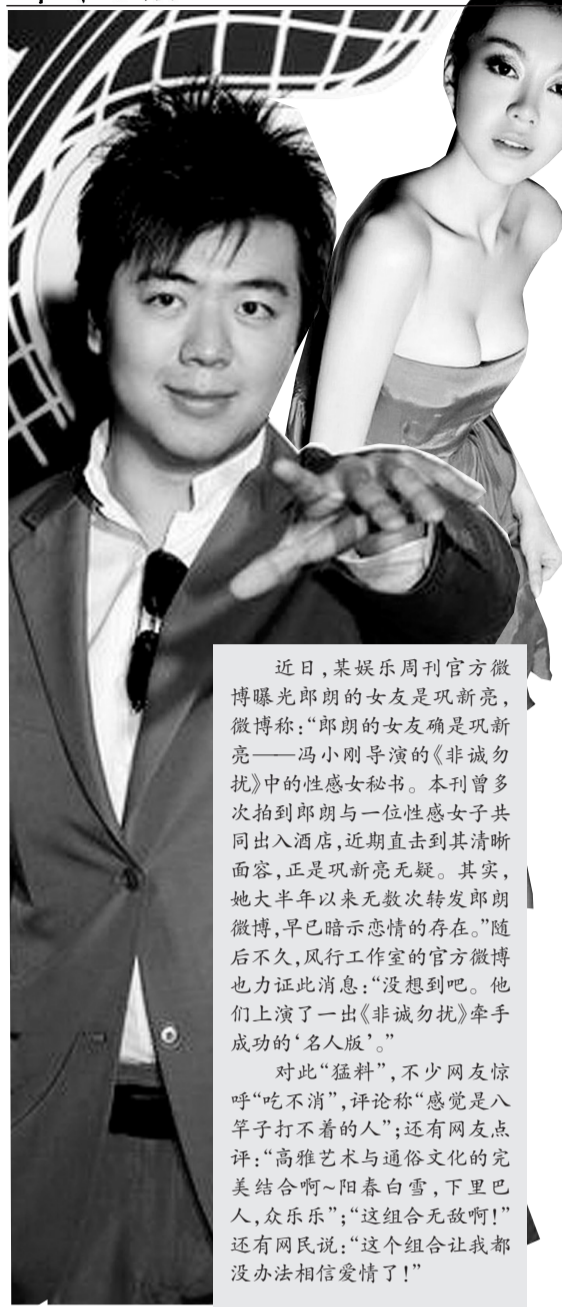 近日，某娱乐周刊官方微
博曝光郎朗的女友是巩新亮，
微博称：“郎朗的女友确是巩新
亮——冯小刚导演的《非诚勿
扰》中的性感女秘书。本刊曾多
次拍到郎朗与一位性感女子共
同出入酒店，近期直击到其清晰
面容，正是巩新亮无疑。其实，
她大半年以来无数次转发郎朗
微博，早已暗示恋情的存在。”随
后不久，风行工作室的官方微博
也力证此消息：“没想到吧。他
们上演了一出《非诚勿扰》牵手
成功的‘名人版’。”
对此“猛料”，不少网友惊
呼“吃不消”，评论称“感觉是八
竿子打不着的人”；还有网友点
评：“高雅艺术与通俗文化的完
美结合啊~阳春白雪，下里巴
人，众乐乐”；“这组合无敌啊！”
还有网民说：“这个组合让我都
没办法相信爱情了！”